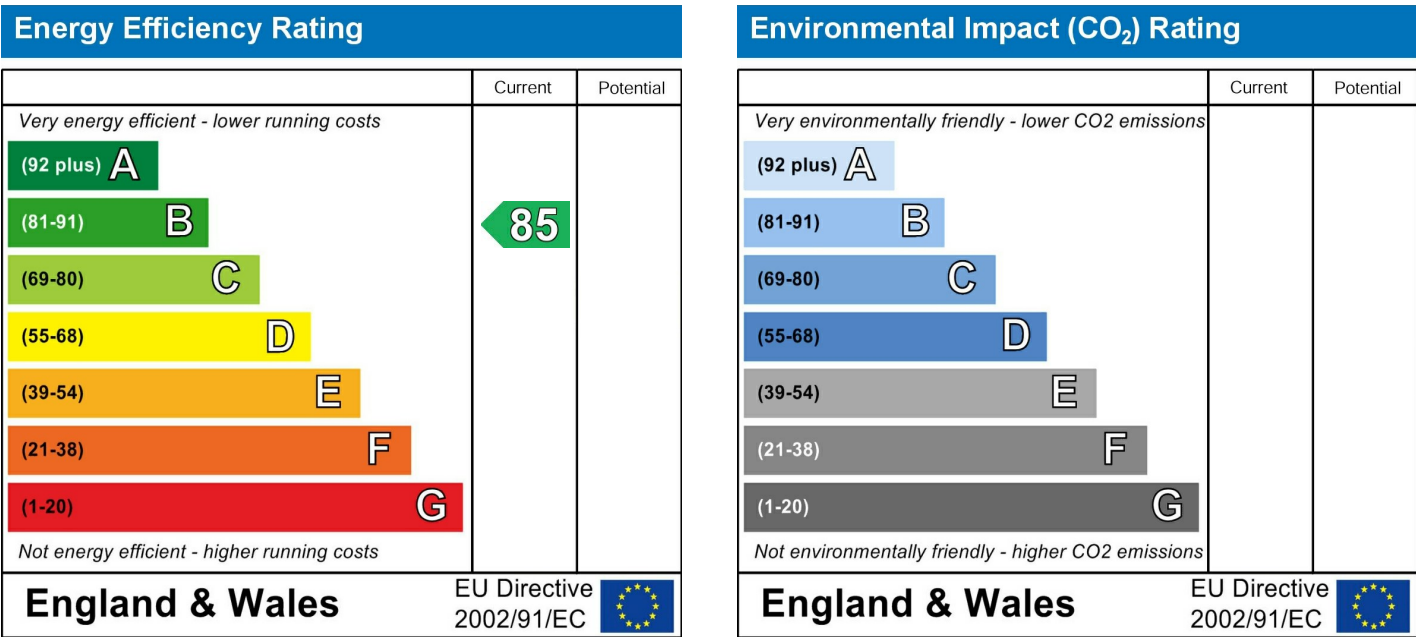 Energy Efficiency Rating
Current Potential
Very energy efficient - lower running costs
(92 plus) A
(81-91) B
85
(69-80) C
(55-68) D
(39-54) E
(21-38) F
(1-20) G
Not energy efficient - higher running costs
England & Wales
EU Directive
2002/91/EC
Environmental Impact (CO₂) Rating
Current Potential
Very environmentally friendly - lower CO2 emissions
(92 plus) A
(81-91) B
(69-80) C
(55-68) D
(39-54) E
(21-38) F
(1-20) G
Not environmentally friendly - higher CO2 emissions
England & Wales
EU Directive
2002/91/EC